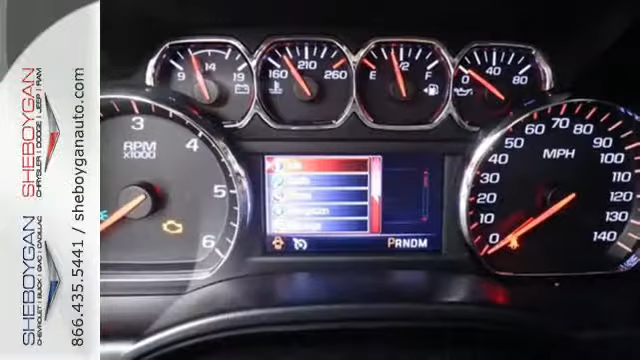 SHEBOYGAN
CHRYSLER | DODGE | JEEP | RAM
SHEBOYGAN
CHEVROLET | BUICK | GMC | CADILLAC
866.435.5441 / sheboyganauto.com
9 14 19
160 210 260
E 1/2 F
0 40 80
3 4 5 6
RPM
x1000
PRNDM
0 10 20 30 40 50 60 70 80 90 100 110 120 130 140
MPH